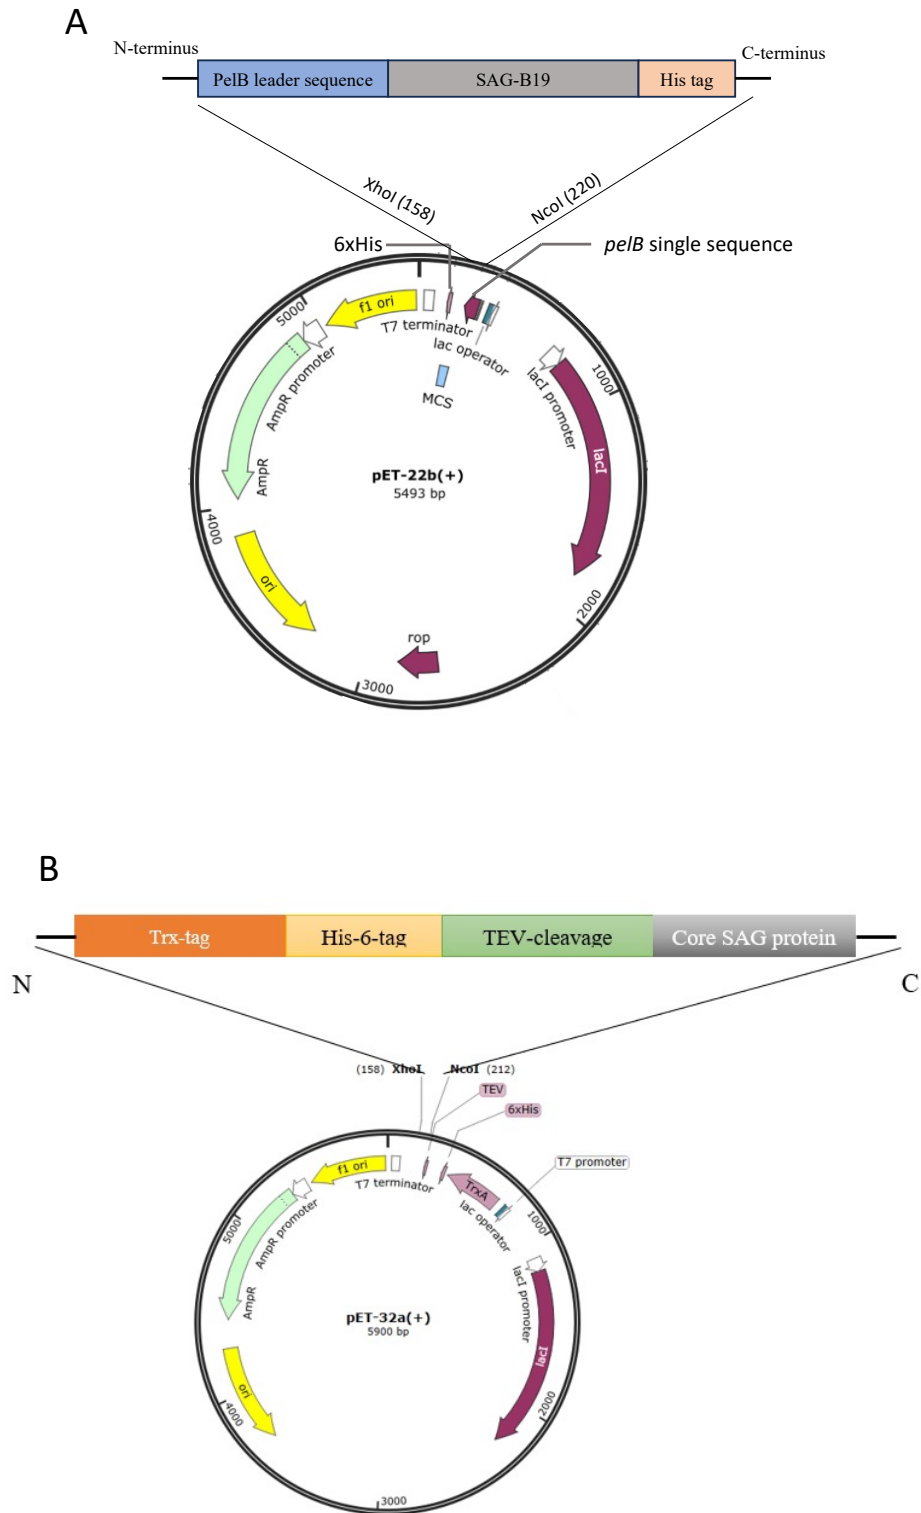 A
N-terminus
C-terminus
PelB leader sequence
SAG-B19
His tag
XhoI (158)
NcoI (220)
6xHis
pelB single sequence
5000
f1 ori
T7 terminator
lac operator
MCS
AmpR promoter
AmpR
lacI promoter
1000
lacI
pET-22b(+)
5493 bp
4000
ori
2000
rop
3000
B
Trx-tag
His-6-tag
TEV-cleavage
Core SAG protein
N
C
(158) XhoI
NcoI (212)
TEV
6xHis
T7 promoter
f1 ori
T7 terminator
TrxA
lac operator
1000
5000
AmpR promoter
AmpR
lacI promoter
pET-32a(+)
5900 bp
lacI
ori
4000
2000
3000